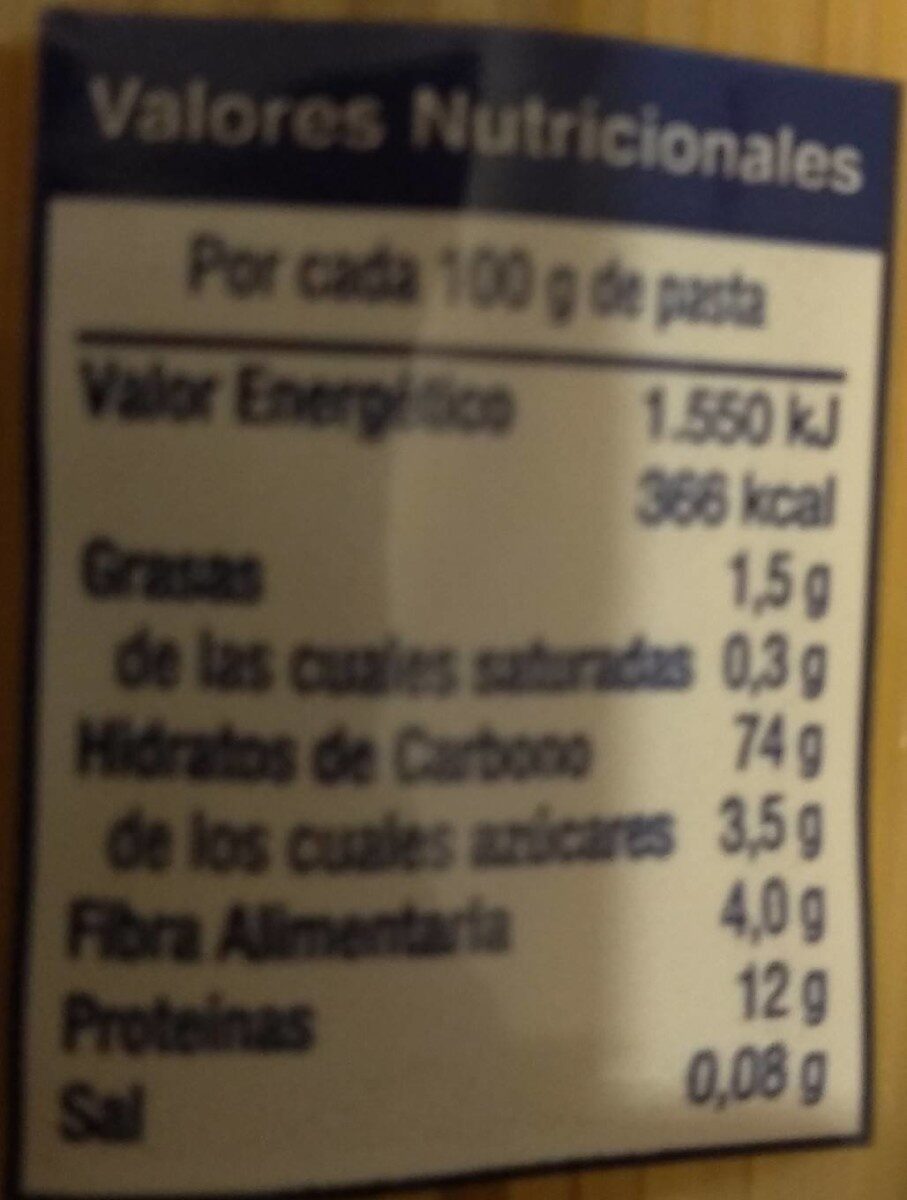 Valores Nutricionales
Por cada 100 g de pasta
Valor Energético 1.550 kJ
366 kcal
Grasas 1,5 g
de las cuales saturadas 0,3 g
Hidratos de Carbono 74 g
de los cuales azúcares 3,5 g
Fibra Alimentaria 4,0 g
Proteínas 12 g
Sal 0,08 g